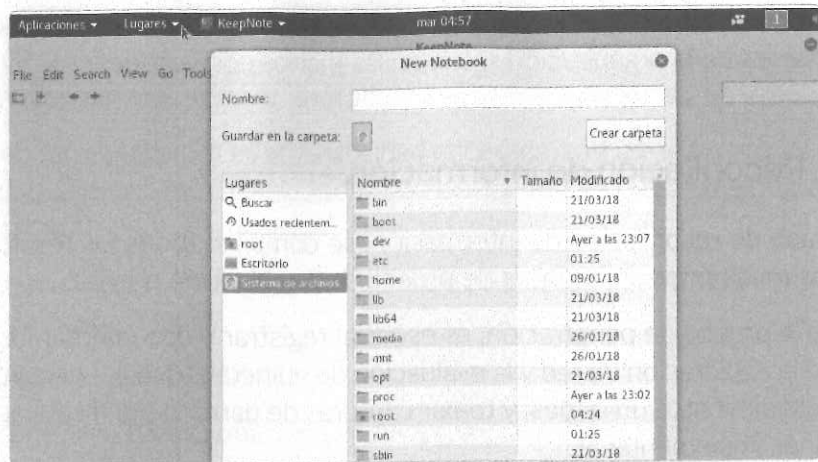 Aplicaciones Lugares KeepNote mar 04:57 1
KeepNote
New Notebook
File Edit Search View Go Tools
Nombre:
Guardar en la carpeta: Crear carpeta
Lugares
Buscar
Usados recientem...
root
Escritorio
Sistema de archivos
Nombre Tamaño Modificado
bin 21/03/18
boot 21/03/18
dev Ayer a las 23:07
etc 01:25
home 09/01/18
lib 21/03/18
lib64 21/03/18
media 26/01/18
mnt 26/01/18
opt 21/03/18
proc Ayer a las 23:02
root 04:24
run 01:25
sbin 21/03/18